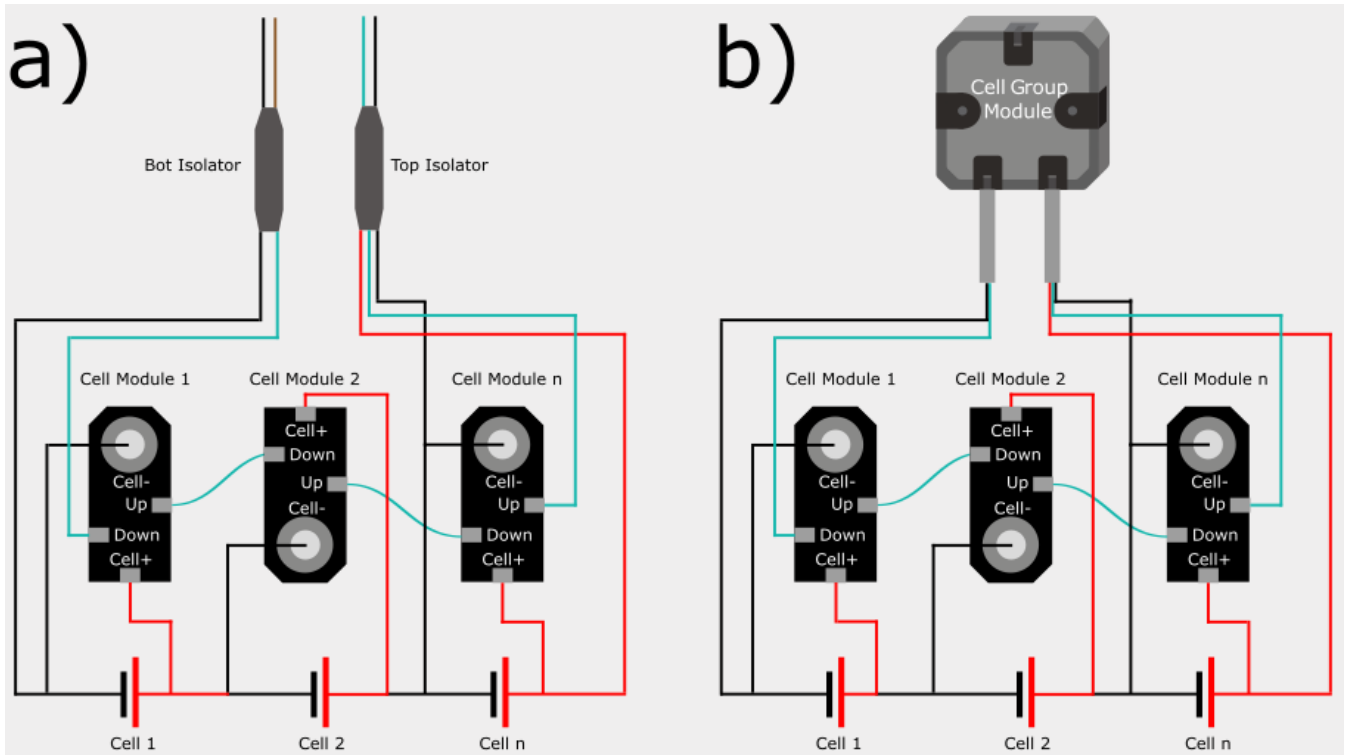 a)
Bot Isolator
Top Isolator
Cell Module 1
Cell Module 2
Cell Module n
Cell-
Up
Down
Cell+
Cell+
Down
Up
Cell-
Cell-
Up
Down
Cell+
Cell 1
Cell 2
Cell n
b)
Cell Group
Module
Cell Module 1
Cell Module 2
Cell Module n
Cell-
Up
Down
Cell+
Cell+
Down
Up
Cell-
Cell-
Up
Down
Cell+
Cell 1
Cell 2
Cell n